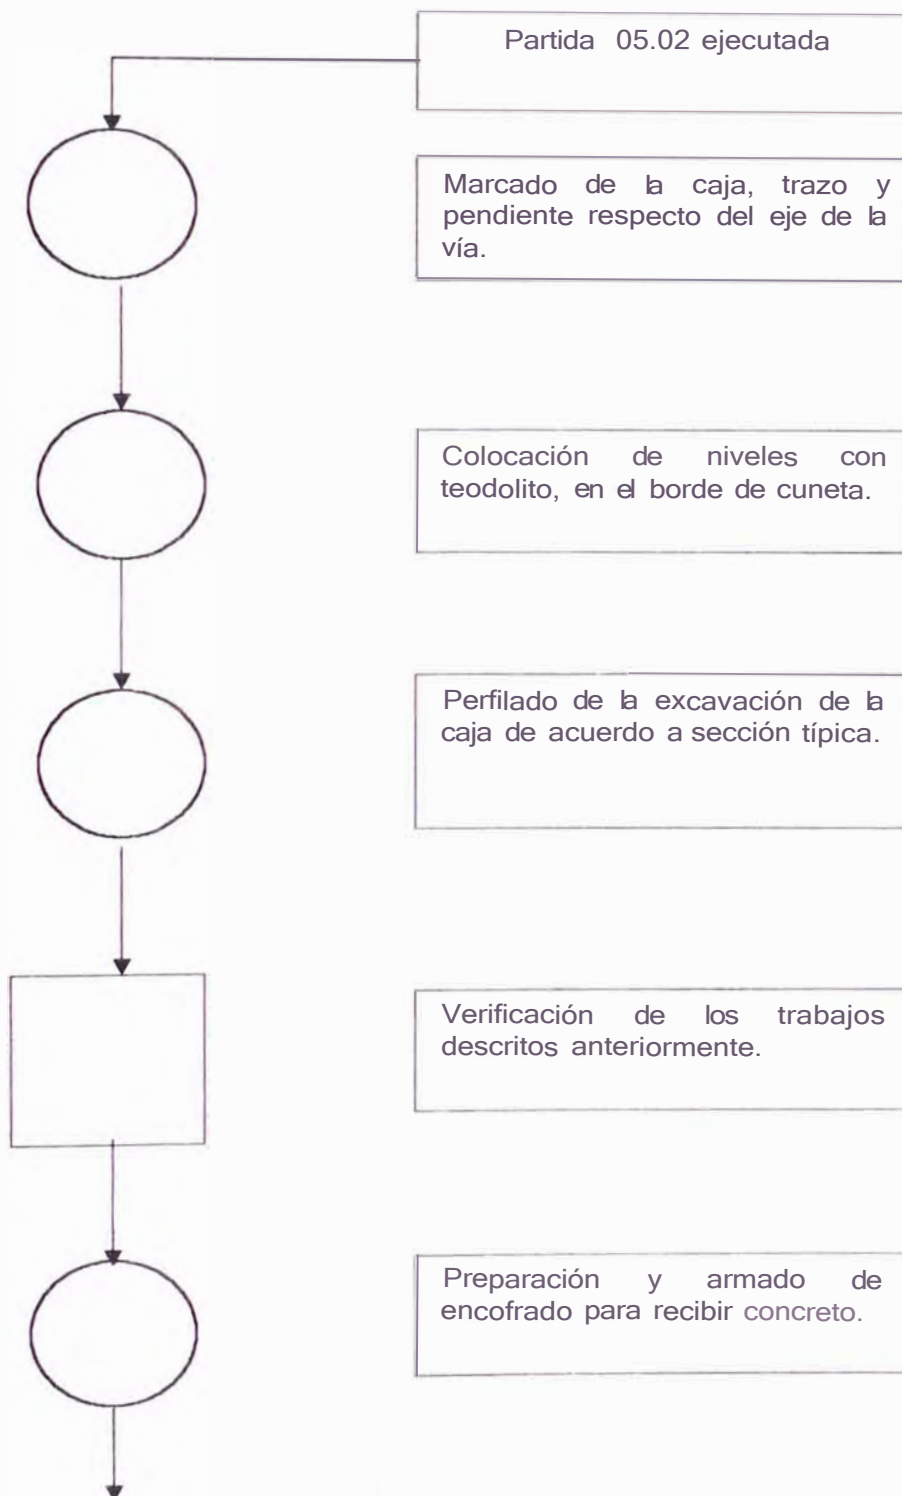 Partida 05.02 ejecutada
Marcado de la caja, trazo y
pendiente respecto del eje de la
vía.
Colocación de niveles con
teodolito, en el borde de cuneta.
Perfilado de la excavación de la
caja de acuerdo a sección típica.
Verificación de los trabajos
descritos anteriormente.
Preparación y armado de
encofrado para recibir concreto.